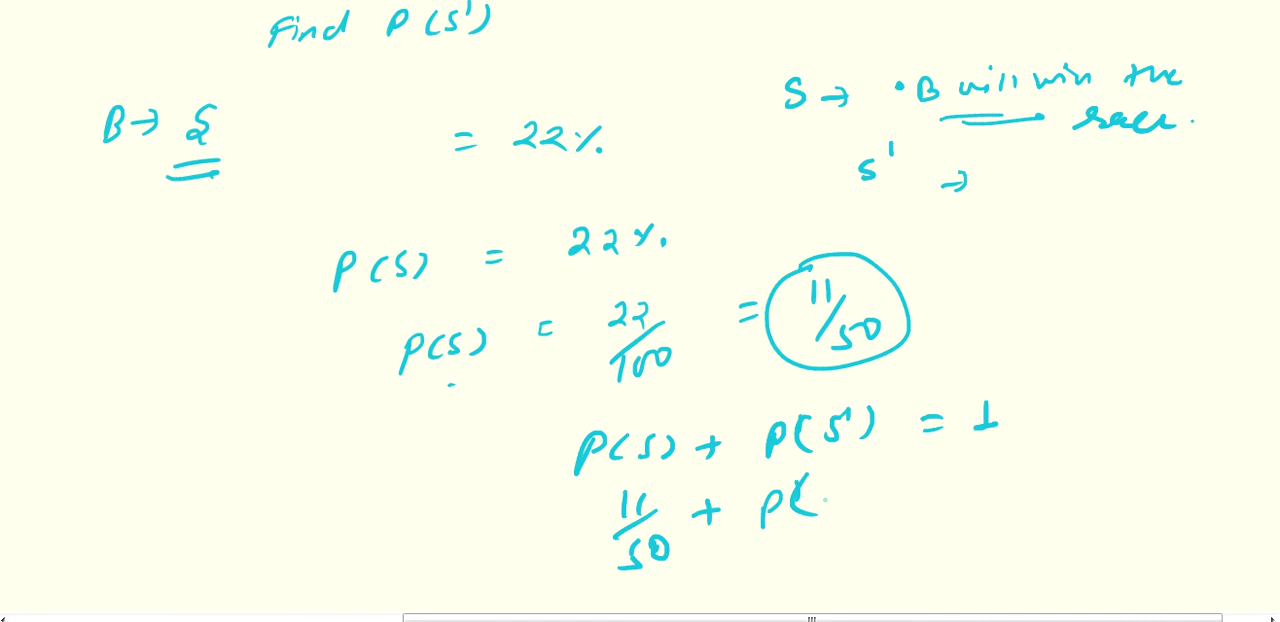 Find P(S')
S → • B will win the
race.
B → S
= 22%.
S' →
P(S) = 22%.
P(S) = 22/100 = 11/50
P(S) + P(S') = 1
11/50 + P(